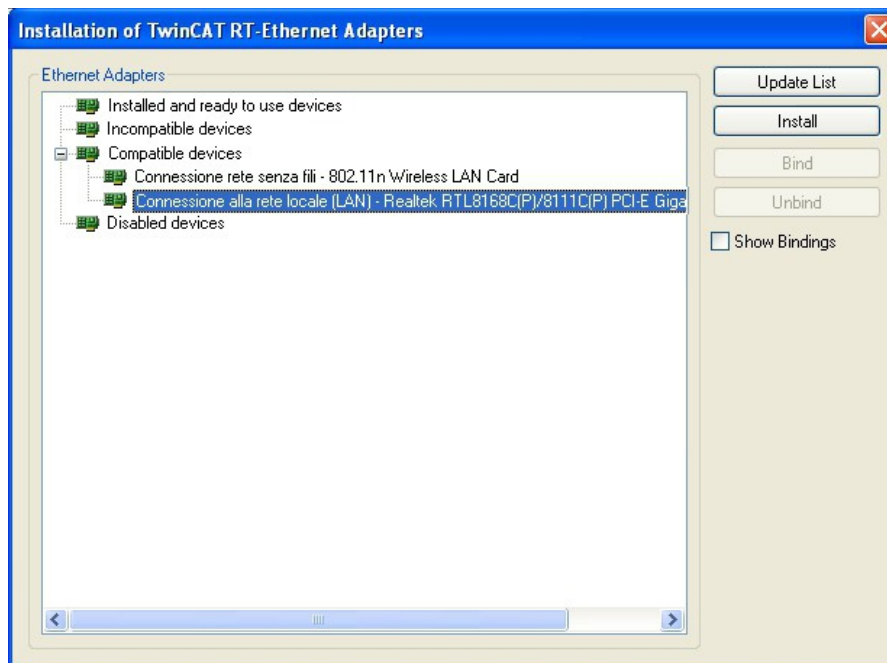 Installation of TwinCAT RT-Ethernet Adapters
Ethernet Adapters
Installed and ready to use devices
Incompatible devices
Compatible devices
Connessione rete senza fili - 802.11n Wireless LAN Card
Connessione alla rete locale (LAN) - Realtek RTL8168C(P)/8111C(P) PCI-E Giga
Disabled devices
Update List
Install
Bind
Unbind
Show Bindings